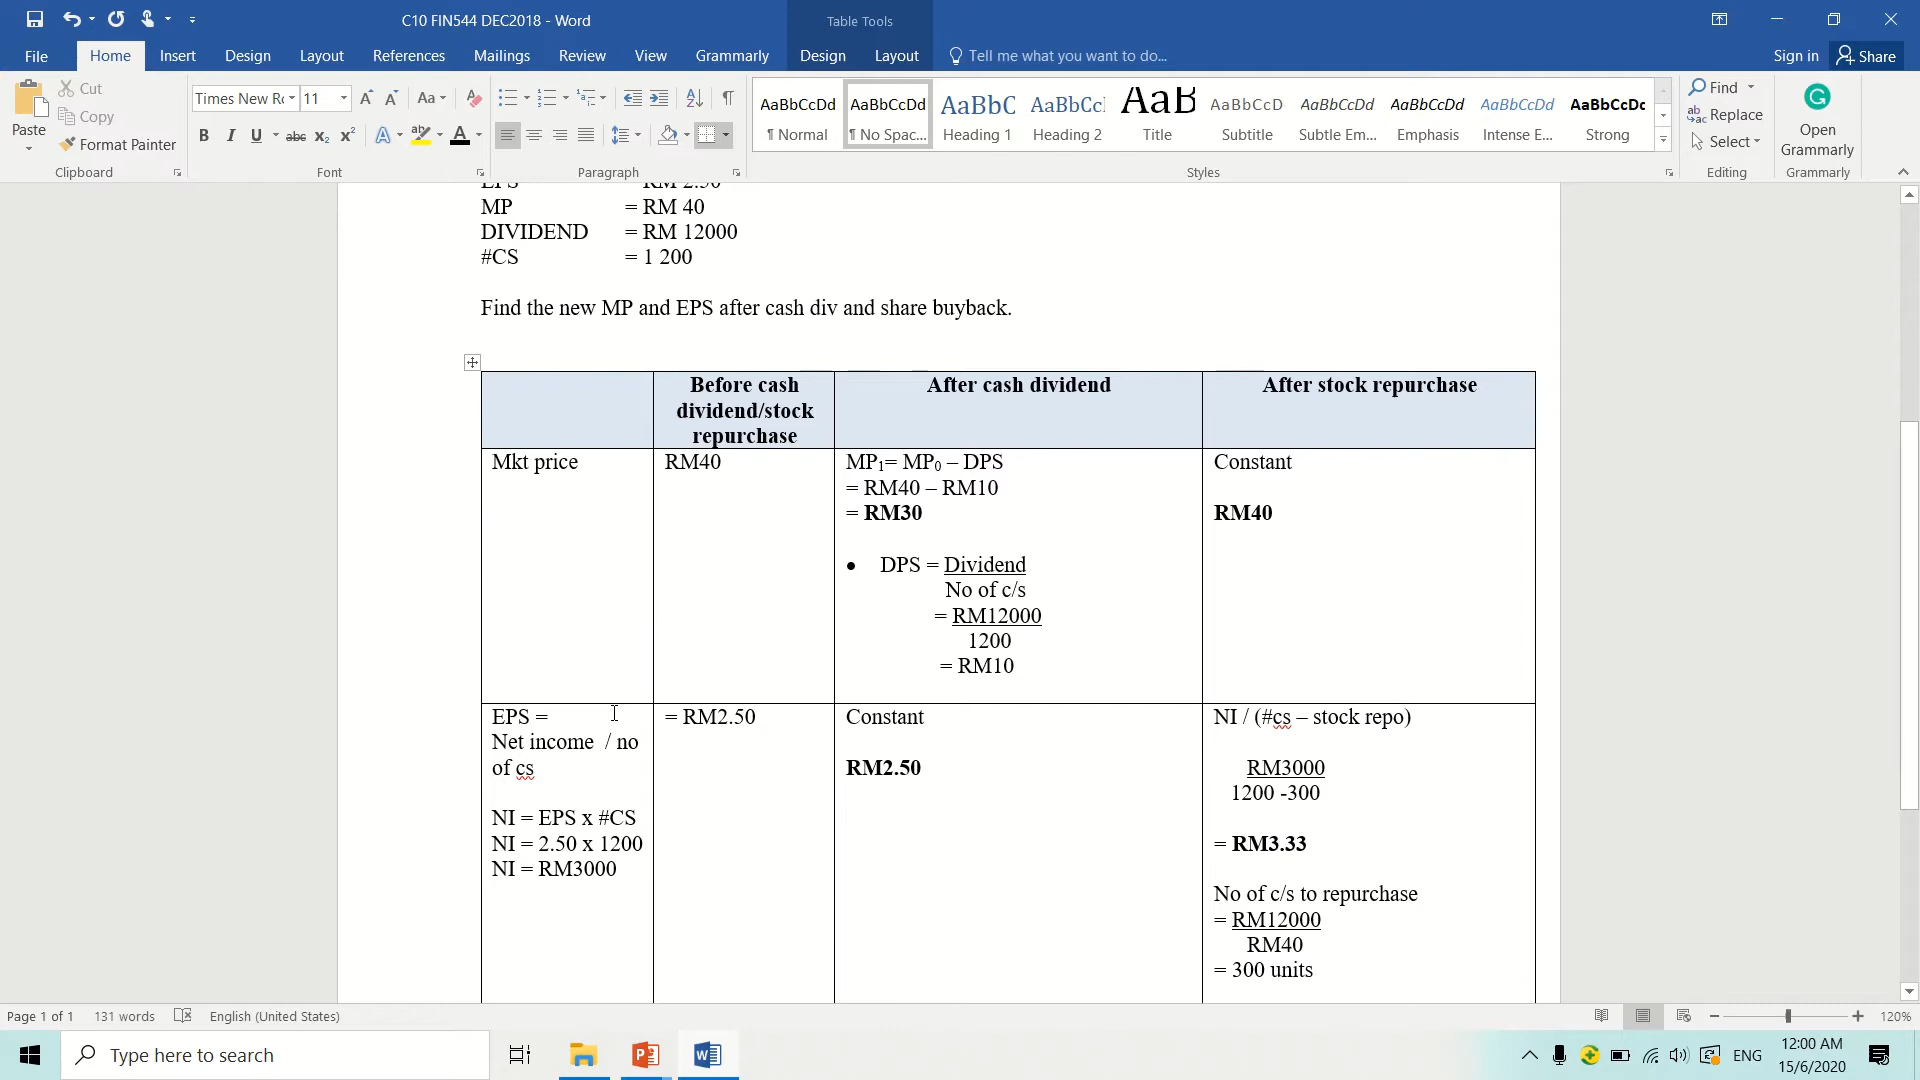 C10 FIN544 DEC2018 - Word
Table Tools
File Home Insert Design Layout References Mailings Review View Grammarly Design Layout Tell me what you want to do... Sign in Share
Paste
Cut
Copy
Format Painter
Clipboard
Times New Ro 11
Aa
B I U abc X₂ X² A A
Font
Paragraph
AaBbCcDd AaBbCcDd AaBbC AaBbCc AaB AaBbCcD AaBbCcDd AaBbCcDd AaBbCcDd AaBbCcDc
¶ Normal ¶ No Spac... Heading 1 Heading 2 Title Subtitle Subtle Em... Emphasis Intense E... Strong
Styles
Find
Replace
Select
Editing
Open Grammarly
Grammarly
EPS = RM 2.50
MP = RM 40
DIVIDEND = RM 12000
#CS = 1 200
Find the new MP and EPS after cash div and share buyback.
Before cash
dividend/stock
repurchase
After cash dividend
After stock repurchase
Mkt price
RM40
MP₁= MP₀ – DPS
= RM40 – RM10
= RM30
• DPS = Dividend
No of c/s
= RM12000
1200
= RM10
Constant
RM40
EPS =
Net income / no
of cs
NI = EPS x #CS
NI = 2.50 x 1200
NI = RM3000
= RM2.50
Constant
RM2.50
NI / (#cs – stock repo)
RM3000
1200 -300
= RM3.33
No of c/s to repurchase
= RM12000
RM40
= 300 units
Page 1 of 1 131 words English (United States) 120%
Type here to search
ENG
12:00 AM
15/6/2020